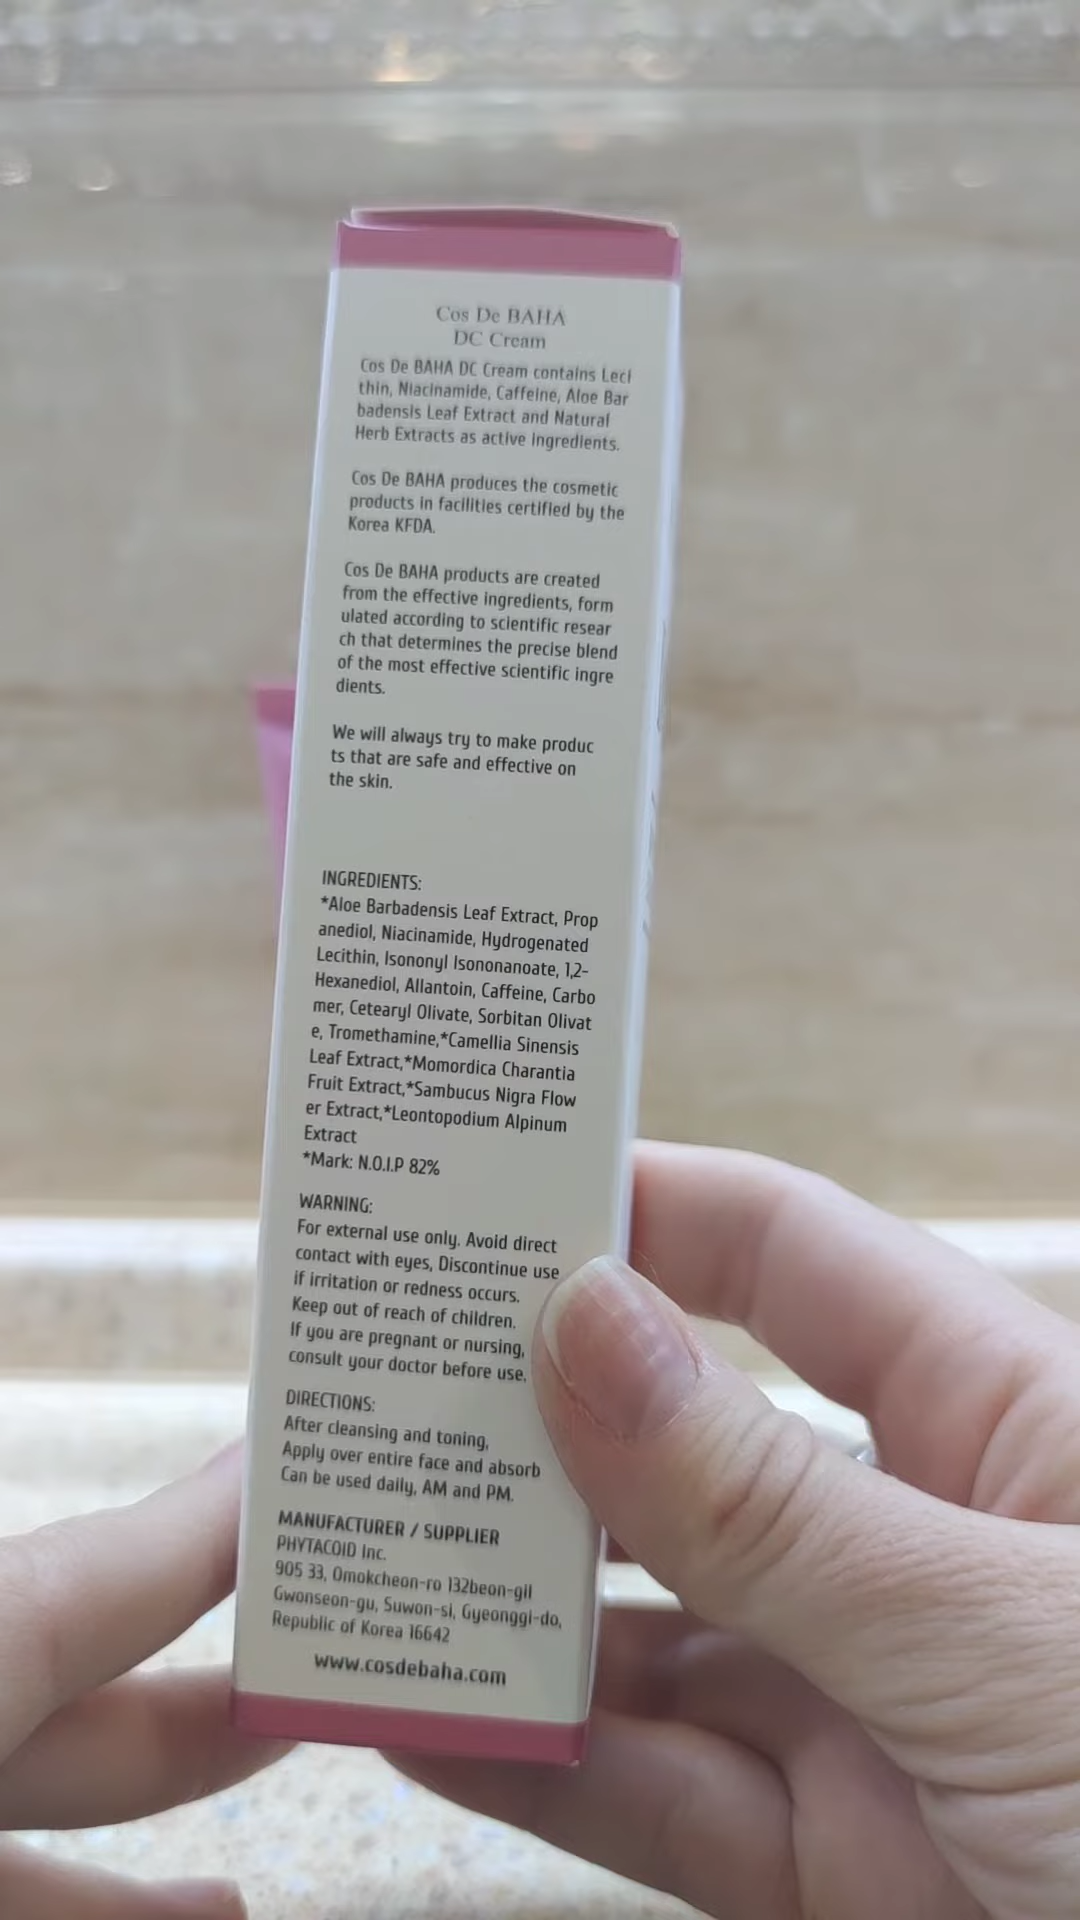 Cos De BAHA
DC Cream
Cos De BAHA DC Cream contains Leci
thin, Niacinamide, Caffeine, Aloe Bar
badensis Leaf Extract and Natural
Herb Extracts as active ingredients.
Cos De BAHA produces the cosmetic
products in facilities certified by the
Korea KFDA.
Cos De BAHA products are created
from the effective ingredients, form
ulated according to scientific resear
ch that determines the precise blend
of the most effective scientific ingre
dients.
We will always try to make produc
ts that are safe and effective on
the skin.
INGREDIENTS:
*Aloe Barbadensis Leaf Extract, Prop
anediol, Niacinamide, Hydrogenated
Lecithin, Isononyl Isononanoate, 1,2-
Hexanediol, Allantoin, Caffeine, Carbo
mer, Cetearyl Olivate, Sorbitan Olivat
e, Tromethamine,*Camellia Sinensis
Leaf Extract,*Momordica Charantia
Fruit Extract,*Sambucus Nigra Flow
er Extract,*Leontopodium Alpinum
Extract
*Mark: N.O.I.P 82%
WARNING:
For external use only. Avoid direct
contact with eyes, Discontinue use
if irritation or redness occurs.
Keep out of reach of children.
If you are pregnant or nursing,
consult your doctor before use.
DIRECTIONS:
After cleansing and toning,
Apply over entire face and absorb
Can be used daily, AM and PM.
MANUFACTURER / SUPPLIER
PHYTACOID Inc.
905 33, Omokcheon-ro 132beon-gil
Gwonseon-gu, Suwon-si, Gyeonggi-do,
Republic of Korea 16642
www.cosdebaha.com